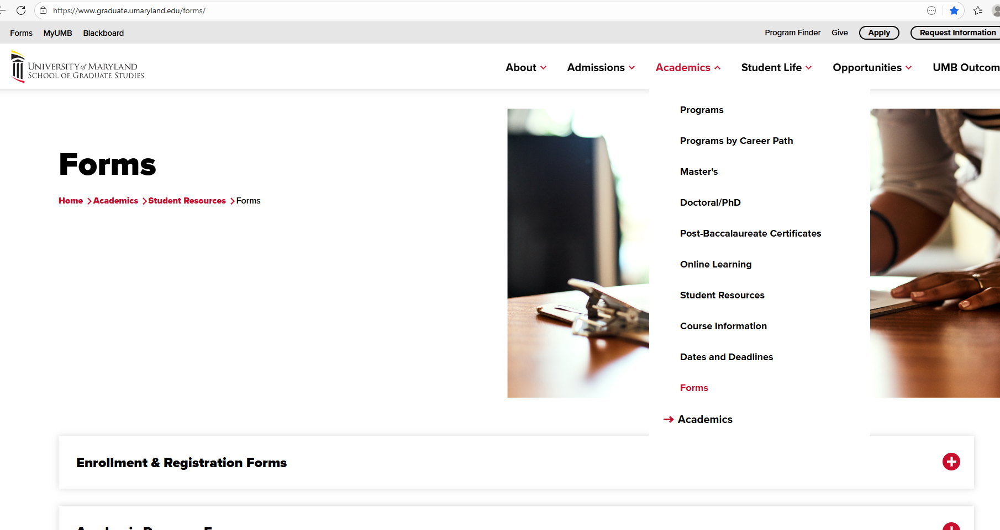 https://www.graduate.umaryland.edu/forms/
Forms MyUMB Blackboard
Program Finder Give Apply Request Information
UNIVERSITY of MARYLAND
SCHOOL OF GRADUATE STUDIES
About Admissions Academics Student Life Opportunities UMB Outcom
Programs
Programs by Career Path
Master's
Doctoral/PhD
Post-Baccalaureate Certificates
Online Learning
Student Resources
Course Information
Dates and Deadlines
Forms
Academics
Forms
Home Academics Student Resources Forms
Enrollment & Registration Forms